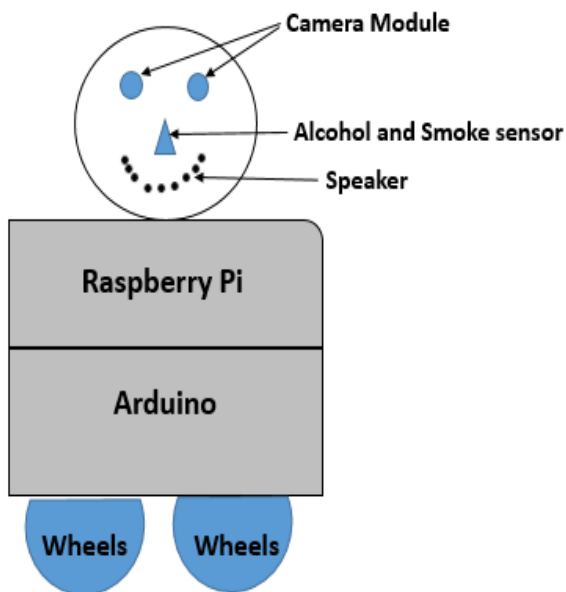 Camera Module
Alcohol and Smoke sensor
Speaker
Raspberry Pi
Arduino
Wheels
Wheels